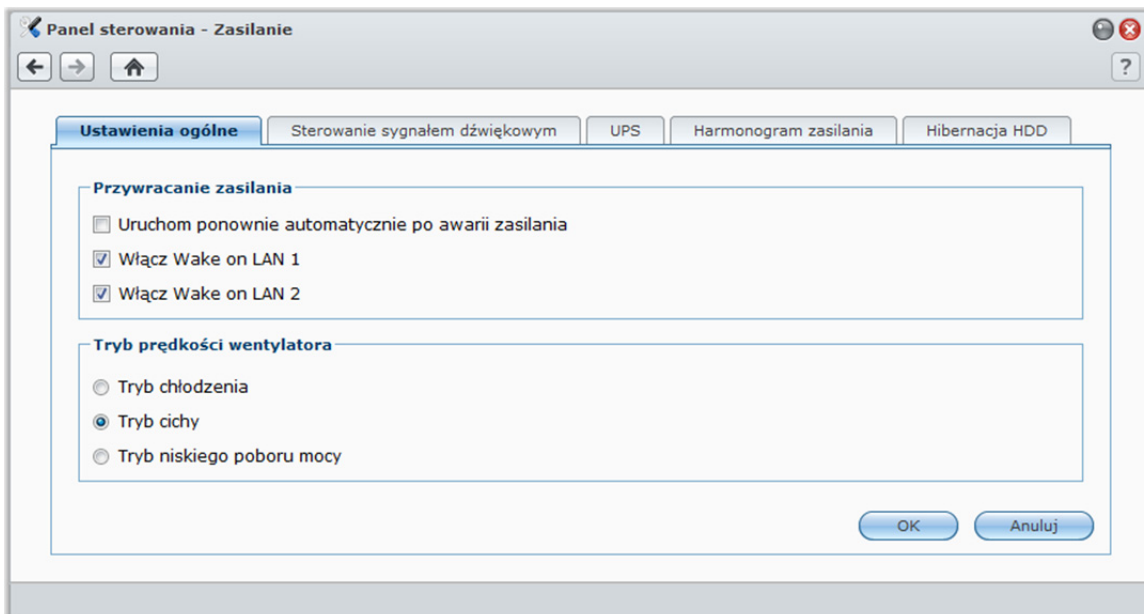 Panel sterowania - Zasilanie
?
Ustawienia ogólne Sterowanie sygnałem dźwiękowym UPS Harmonogram zasilania Hibernacja HDD
Przywracanie zasilania
Uruchom ponownie automatycznie po awarii zasilania
Włącz Wake on LAN 1
Włącz Wake on LAN 2
Tryb prędkości wentylatora
Tryb chłodzenia
Tryb cichy
Tryb niskiego poboru mocy
OK Anuluj